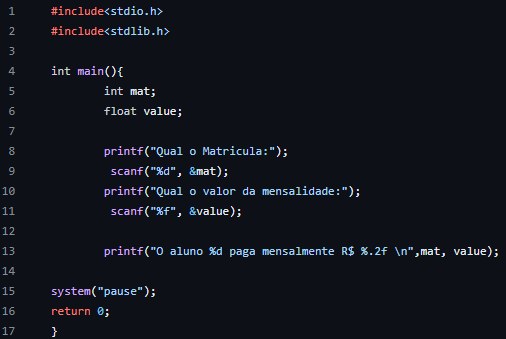 1 #include<stdio.h>
2 #include<stdlib.h>
3
4 int main(){
5 int mat;
6 float value;
7
8 printf("Qual o Matricula:");
9 scanf("%d", &mat);
10 printf("Qual o valor da mensalidade:");
11 scanf("%f", &value);
12
13 printf("O aluno %d paga mensalmente R$ %.2f \n",mat, value);
14
15 system("pause");
16 return 0;
17 }